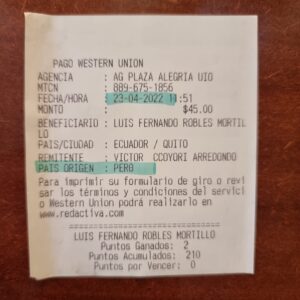 PAGO WESTERN UNION
AGENCIA : AG PLAZA ALEGRIA UIO
MTCN : 889-675-1856
FECHA/HORA : 23-04-2022 11:51
MONTO : $45.00
BENEFICIARIO : LUIS FERNANDO ROBLES MORTIL
LO
PAIS/CIUDAD : ECUADOR / QUITO
REMITENTE : VICTOR CCOYORI ARREDONDO
PAIS ORIGEN : PERO
Para imprimir su formulario de giro o revi
sar los términos y condiciones del servici
o Western Union podrá realizarlo en
www.redactiva.com
LUIS FERNANDO ROBLES MORTILLO
Puntos Ganados: 2
Puntos Acumulados: 210
Puntos por Vencer: 0